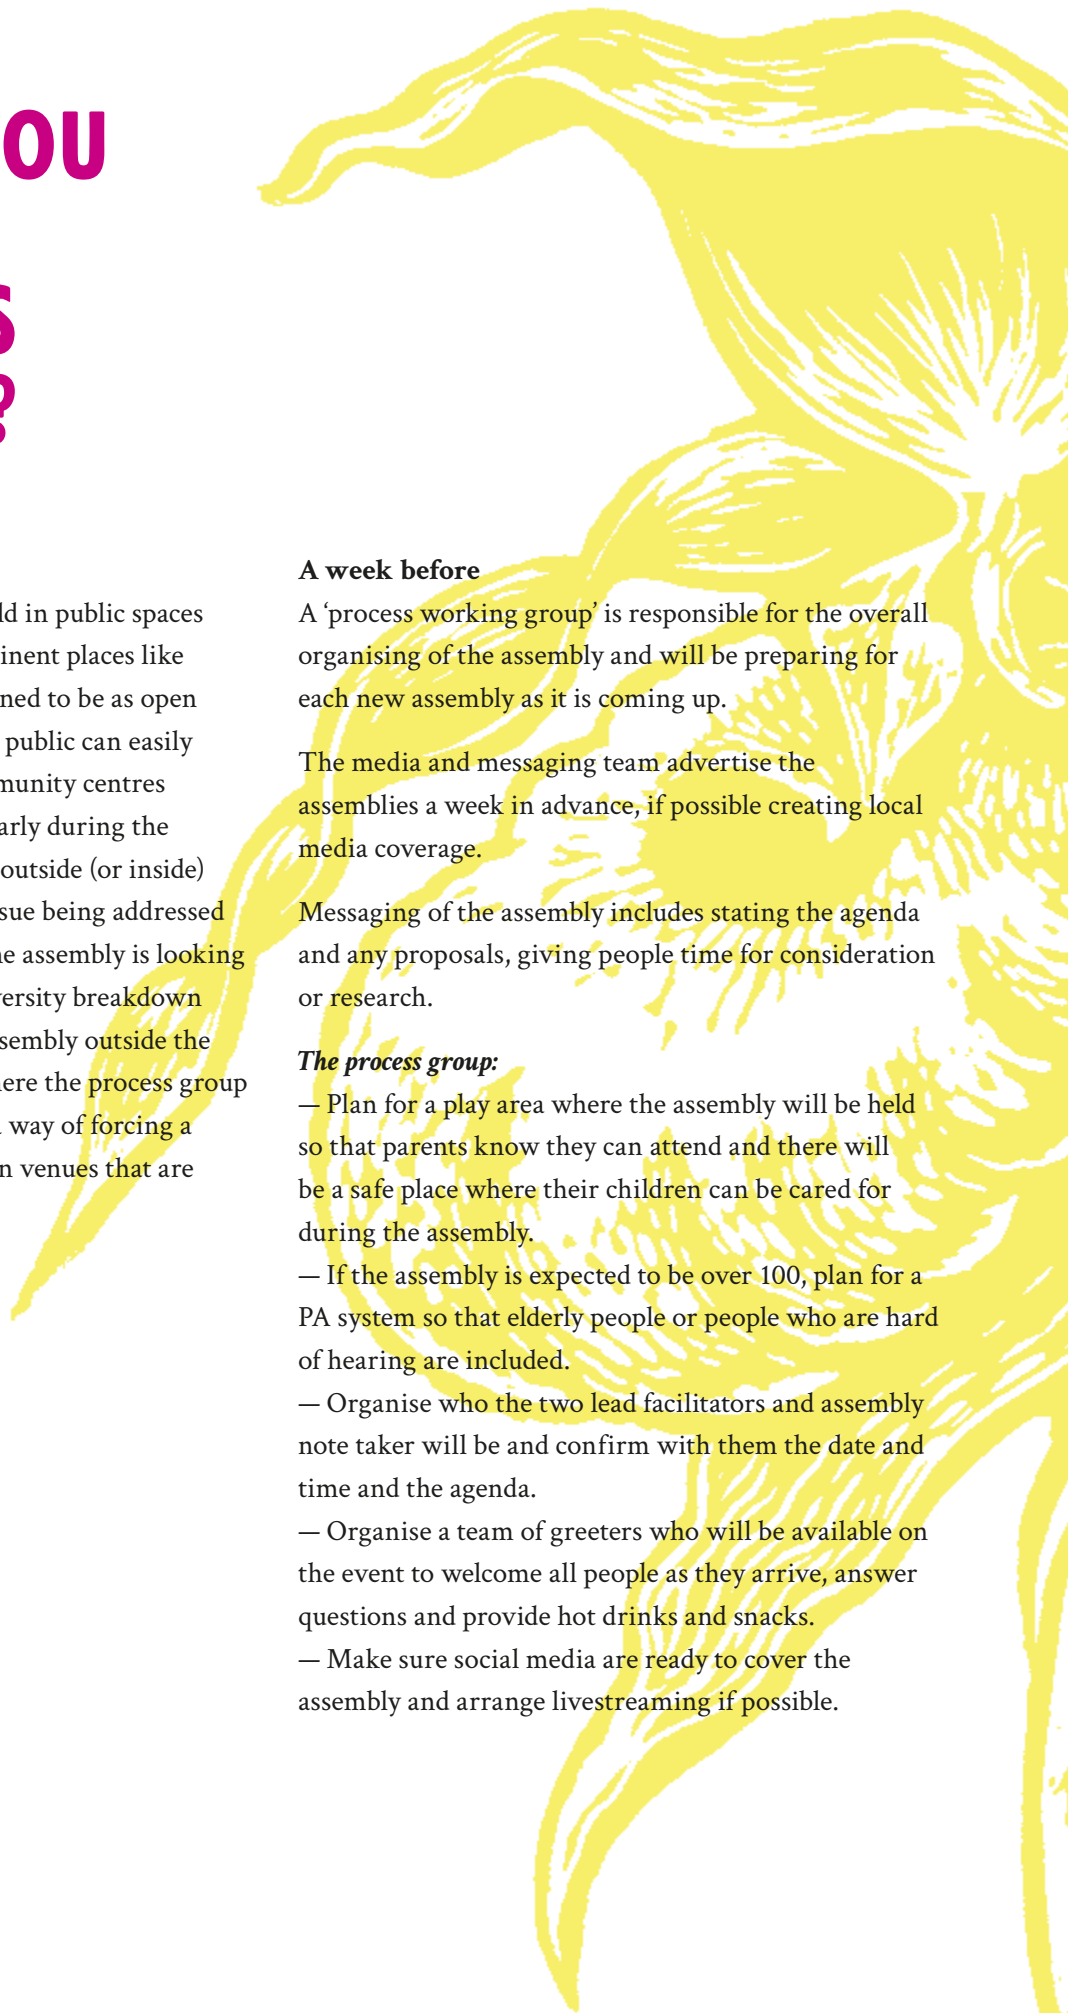 OU
S
?
ld in public spaces
inent places like
ned to be as open
public can easily
munity centres
arly during the
outside (or inside)
sue being addressed
e assembly is looking
versity breakdown
sembly outside the
here the process group
way of forcing a
n venues that are
A week before
A ‘process working group’ is responsible for the overall
organising of the assembly and will be preparing for
each new assembly as it is coming up.
The media and messaging team advertise the
assemblies a week in advance, if possible creating local
media coverage.
Messaging of the assembly includes stating the agenda
and any proposals, giving people time for consideration
or research.
The process group:
— Plan for a play area where the assembly will be held
so that parents know they can attend and there will
be a safe place where their children can be cared for
during the assembly.
— If the assembly is expected to be over 100, plan for a
PA system so that elderly people or people who are hard
of hearing are included.
— Organise who the two lead facilitators and assembly
note taker will be and confirm with them the date and
time and the agenda.
— Organise a team of greeters who will be available on
the event to welcome all people as they arrive, answer
questions and provide hot drinks and snacks.
— Make sure social media are ready to cover the
assembly and arrange livestreaming if possible.